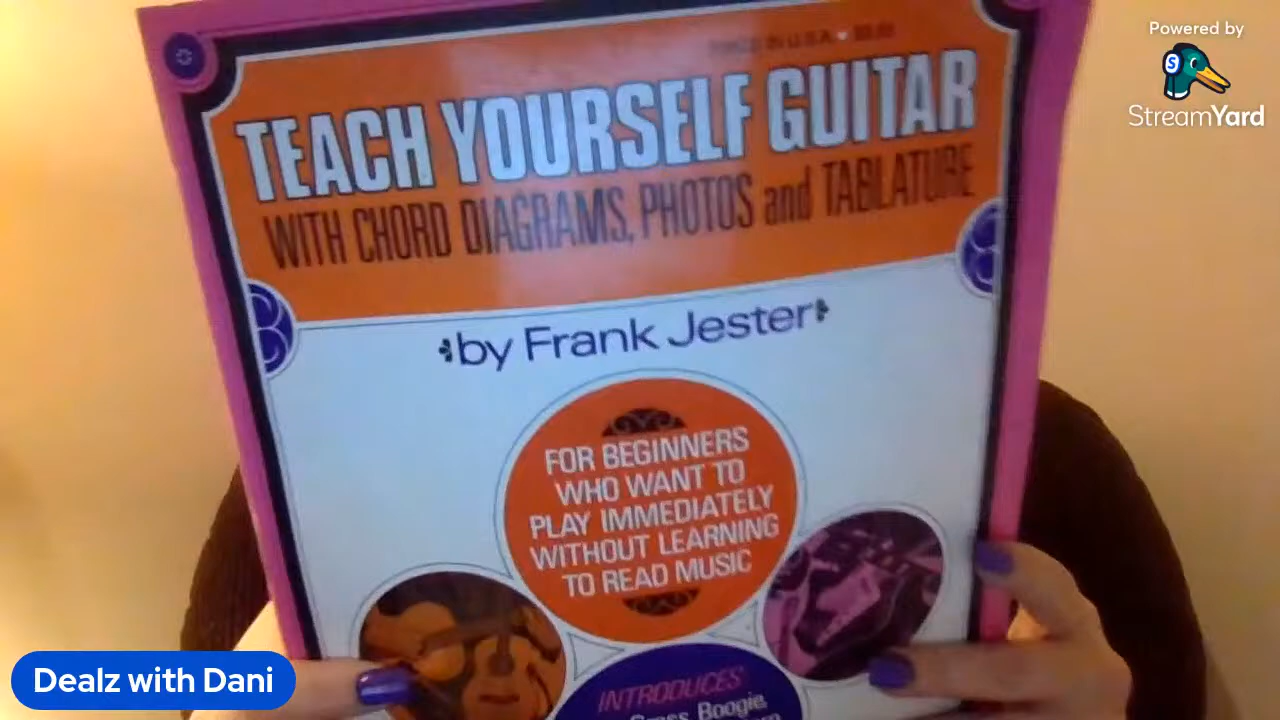 Powered by
StreamYard
TEACH YOURSELF GUITAR
WITH CHORD DIAGRAMS, PHOTOS and TABLATURE
by Frank Jester
FOR BEGINNERS
WHO WANT TO
PLAY IMMEDIATELY
WITHOUT LEARNING
TO READ MUSIC
INTRODUCES
Boogie,
Dealz with Dani